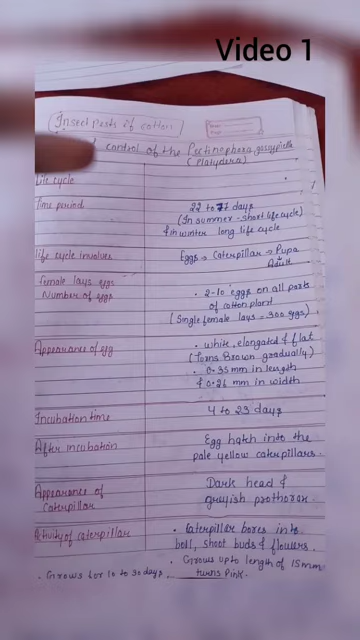 Video 1
Insect pests of cotton
control of the Pectinophora gossypiella
(Platydera)
Life cycle
Time period
22 to 77 days
(In summer - short life cycle)
& in winter long life cycle
Life cycle involves
Eggs → Caterpillar → Pupa
↓
Adult
Female lays eggs
Number of eggs
• 2-10 eggs on all parts
of cotton plant
(Single female lays = 300 eggs)
Appearance of egg
• white, elongated & flat
(Turns Brown gradually)
• 0.35 mm in length
& 0.26 mm in width
Incubation time
4 to 23 days
After incubation
Egg hatch into the
pale yellow caterpillars.
Appearance of
Caterpillar
Dark head &
greyish prothorax
Activity of caterpillar
• Caterpillar bores into
boll, shoot buds & flowers.
• Grows upto length of 15mm
turns Pink.
• Grows for 10 to 30 days,